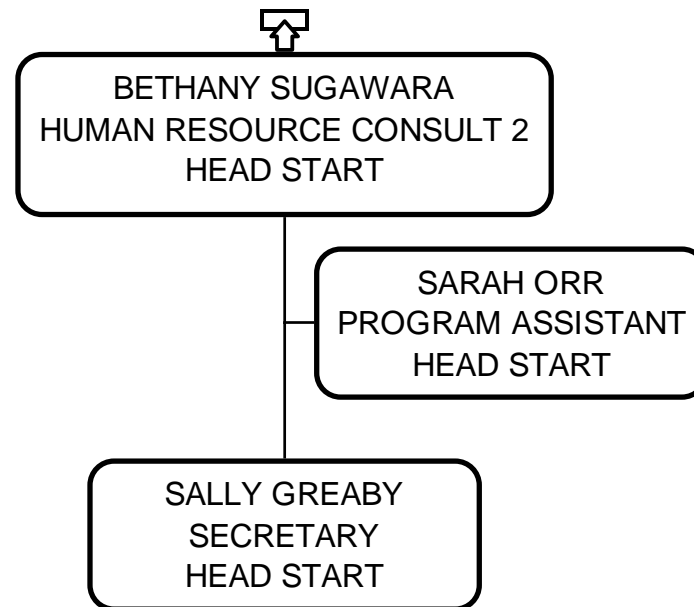 BETHANY SUGAWARA
HUMAN RESOURCE CONSULT 2
HEAD START
SARAH ORR
PROGRAM ASSISTANT
HEAD START
SALLY GREABY
SECRETARY
HEAD START